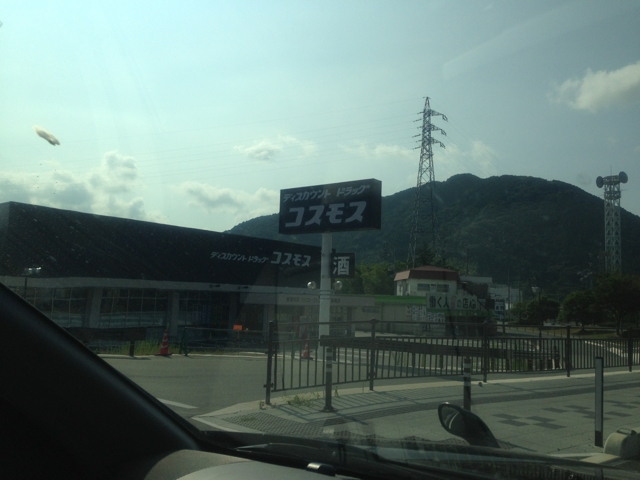 ディスカウント ドラッグ
コスモス
ディスカウント ドラッグ コスモス
酒